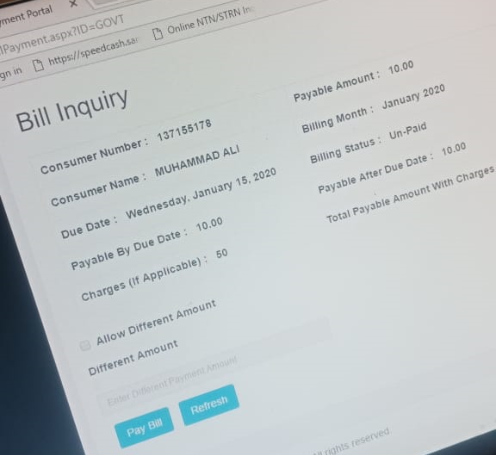 ment Portal
lPayment.aspx?ID=GOVT
gn in https://speedcash.sa Online NTN/STRN In
Bill Inquiry
Consumer Number : 137155178
Consumer Name : MUHAMMAD ALI
Due Date : Wednesday, January 15, 2020
Payable By Due Date : 10.00
Charges (If Applicable) : 50
Payable Amount : 10.00
Billing Month : January 2020
Billing Status : Un-Paid
Payable After Due Date : 10.00
Total Payable Amount With Charges
Allow Different Amount
Different Amount
Enter Different Payment Amount
Pay Bill Refresh
rights reserved.